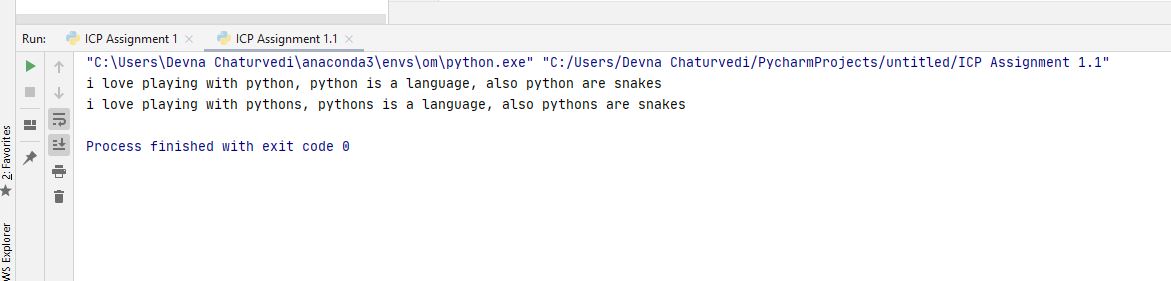 Run: ICP Assignment 1 × ICP Assignment 1.1 ×
"C:\Users\Devna Chaturvedi\anaconda3\envs\om\python.exe" "C:/Users/Devna Chaturvedi/PycharmProjects/untitled/ICP Assignment 1.1"
i love playing with python, python is a language, also python are snakes
i love playing with pythons, pythons is a language, also pythons are snakes
Process finished with exit code 0
2: Favorites
WS Explorer